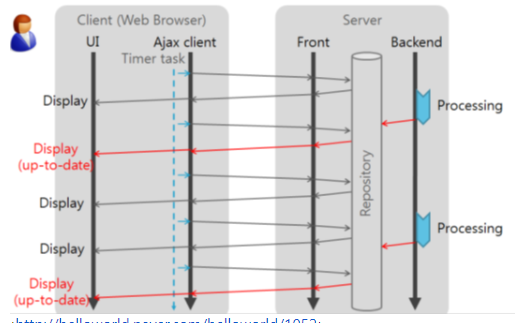 Client (Web Browser)
Server
UI
Ajax client
Front
Backend
Timer task
Display
Processing
Display
(up-to-date)
Repository
Display
Display
Processing
Display
(up-to-date)